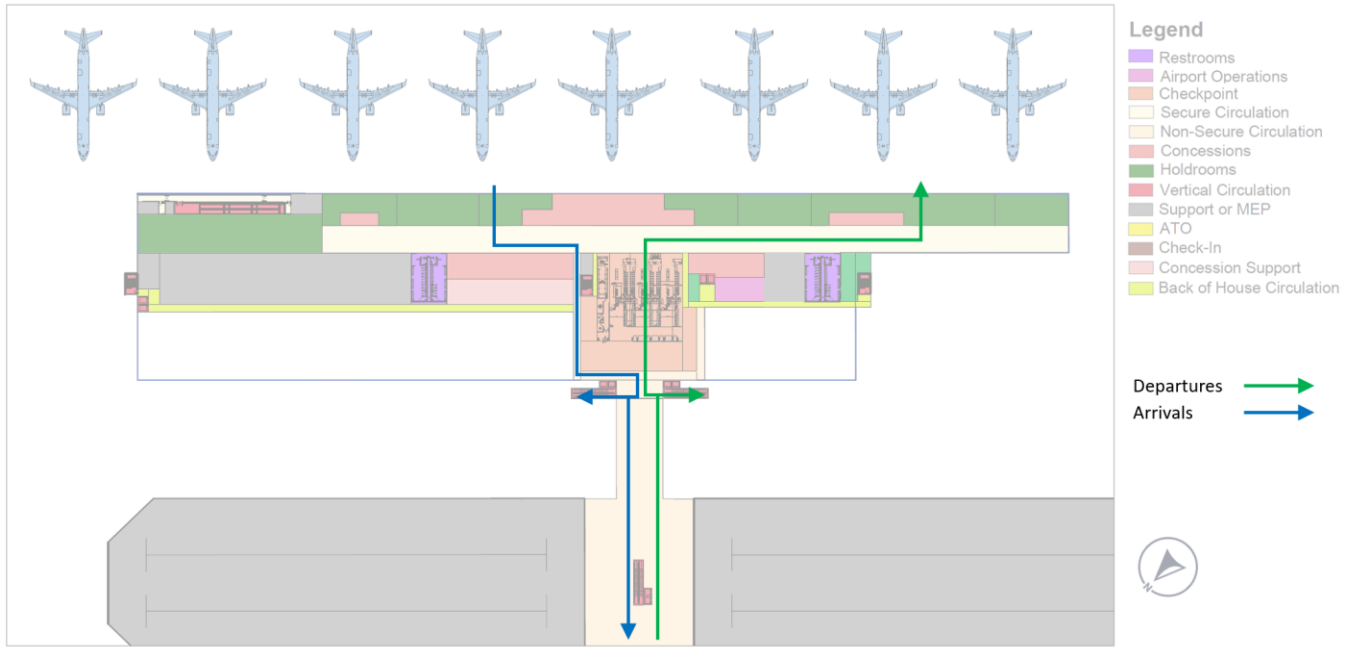 Legend
Restrooms
Airport Operations
Checkpoint
Secure Circulation
Non-Secure Circulation
Concessions
Holdrooms
Vertical Circulation
Support or MEP
ATO
Check-In
Concession Support
Back of House Circulation
Departures
Arrivals
N